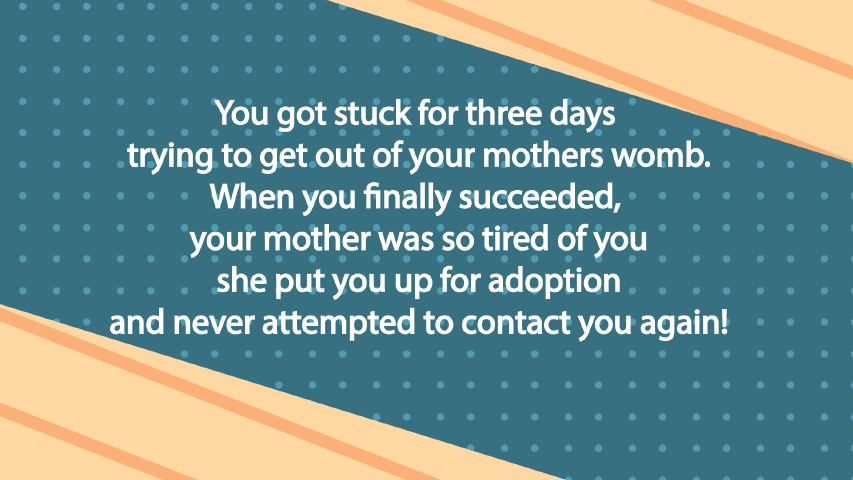 You got stuck for three days
trying to get out of your mothers womb.
When you finally succeeded,
your mother was so tired of you
she put you up for adoption
and never attempted to contact you again!